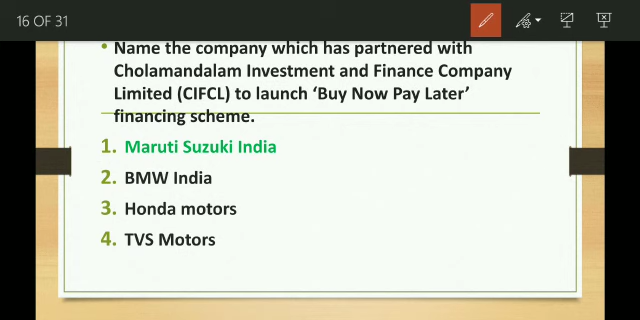 16 OF 31
• Name the company which has partnered with
Cholamandalam Investment and Finance Company
Limited (CIFCL) to launch ‘Buy Now Pay Later’
financing scheme.
1. Maruti Suzuki India
2. BMW India
3. Honda motors
4. TVS Motors